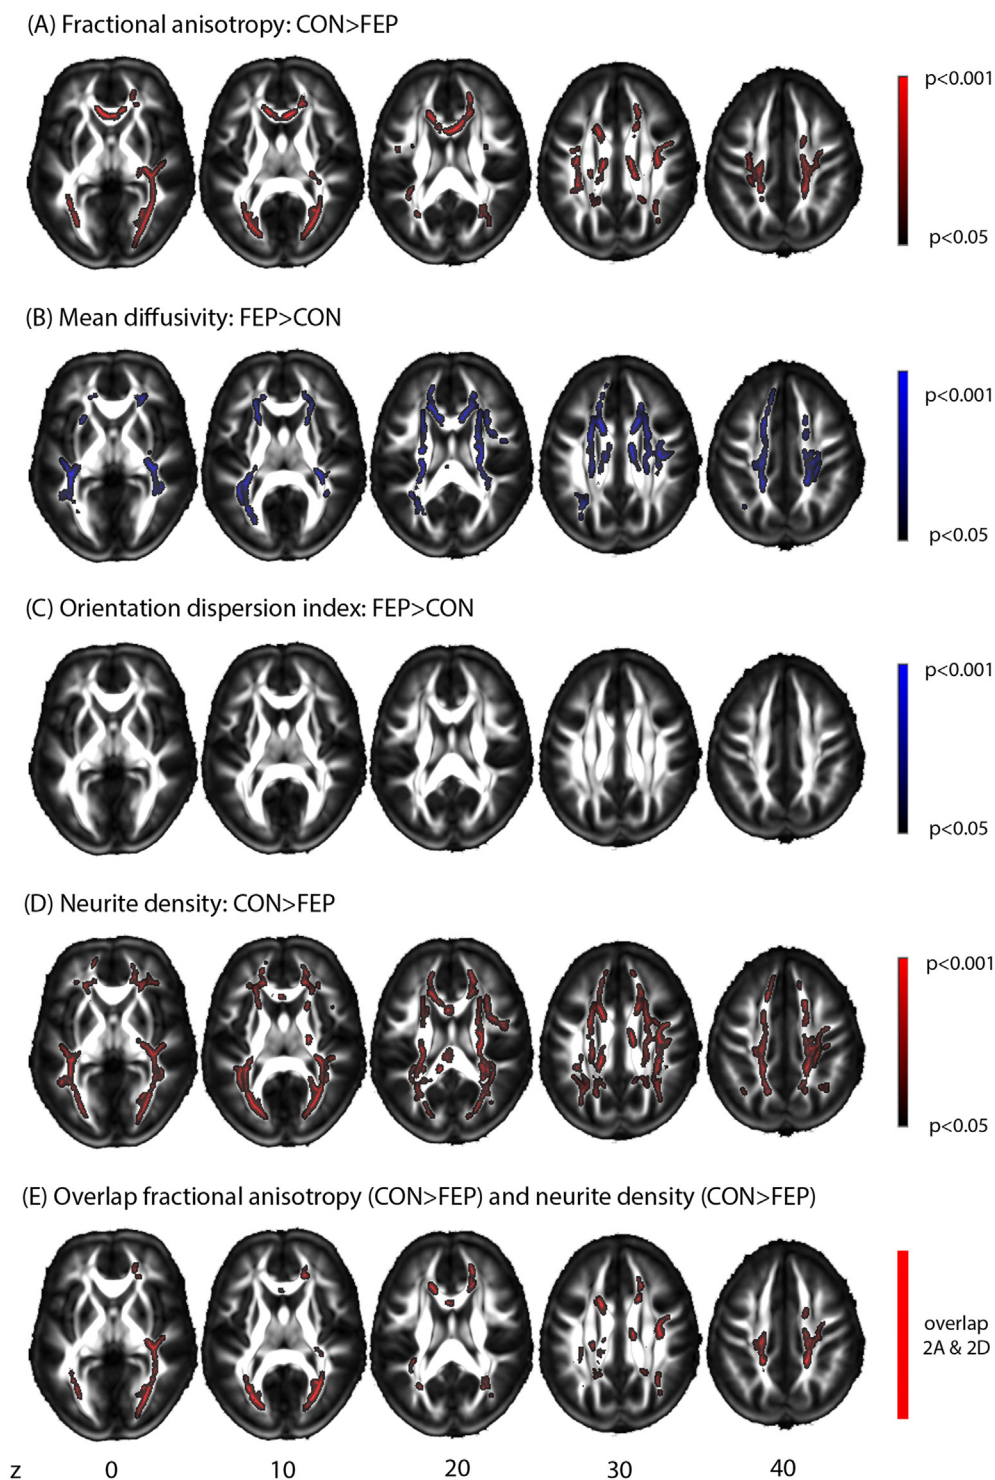 (A) Fractional anisotropy: CON>FEP
p<0.001
p<0.05
(B) Mean diffusivity: FEP>CON
p<0.001
p<0.05
(C) Orientation dispersion index: FEP>CON
p<0.001
p<0.05
(D) Neurite density: CON>FEP
p<0.001
p<0.05
(E) Overlap fractional anisotropy (CON>FEP) and neurite density (CON>FEP)
overlap
2A & 2D
z 0 10 20 30 40